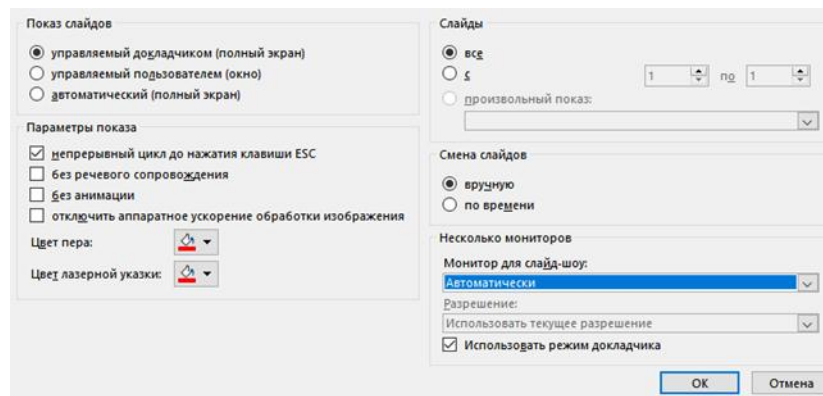 Показ слайдов
управляемый докладчиком (полный экран)
управляемый пользователем (окно)
автоматический (полный экран)
Параметры показа
непрерывный цикл до нажатия клавиши ESC
без речевого сопровождения
без анимации
отключить аппаратное ускорение обработки изображения
Цвет пера:
Цвет лазерной указки:
Слайды
все
с 1 по 1
произвольный показ:
Смена слайдов
вручную
по времени
Несколько мониторов
Монитор для слайд-шоу:
Автоматически
Разрешение:
Использовать текущее разрешение
Использовать режим докладчика
ОК Отмена